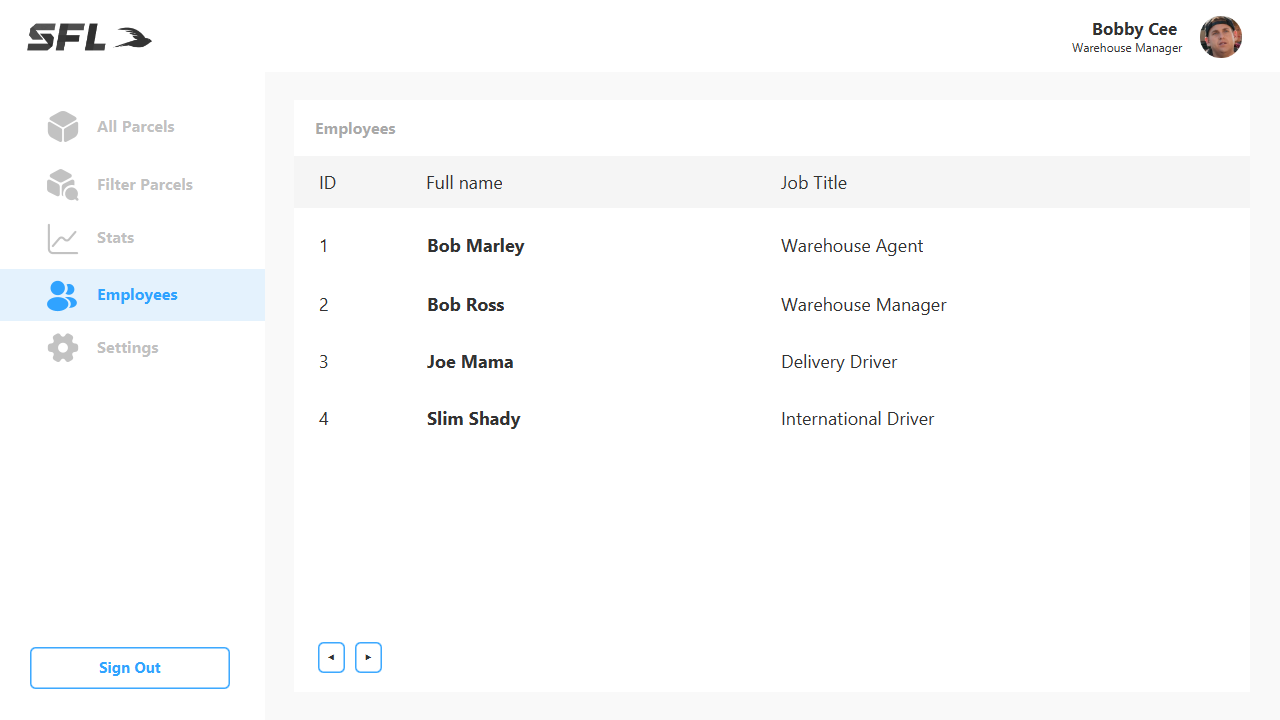 SFL
Bobby Cee
Warehouse Manager
All Parcels
Filter Parcels
Stats
Employees
Settings
Sign Out
Employees
ID Full name Job Title
1 Bob Marley Warehouse Agent
2 Bob Ross Warehouse Manager
3 Joe Mama Delivery Driver
4 Slim Shady International Driver